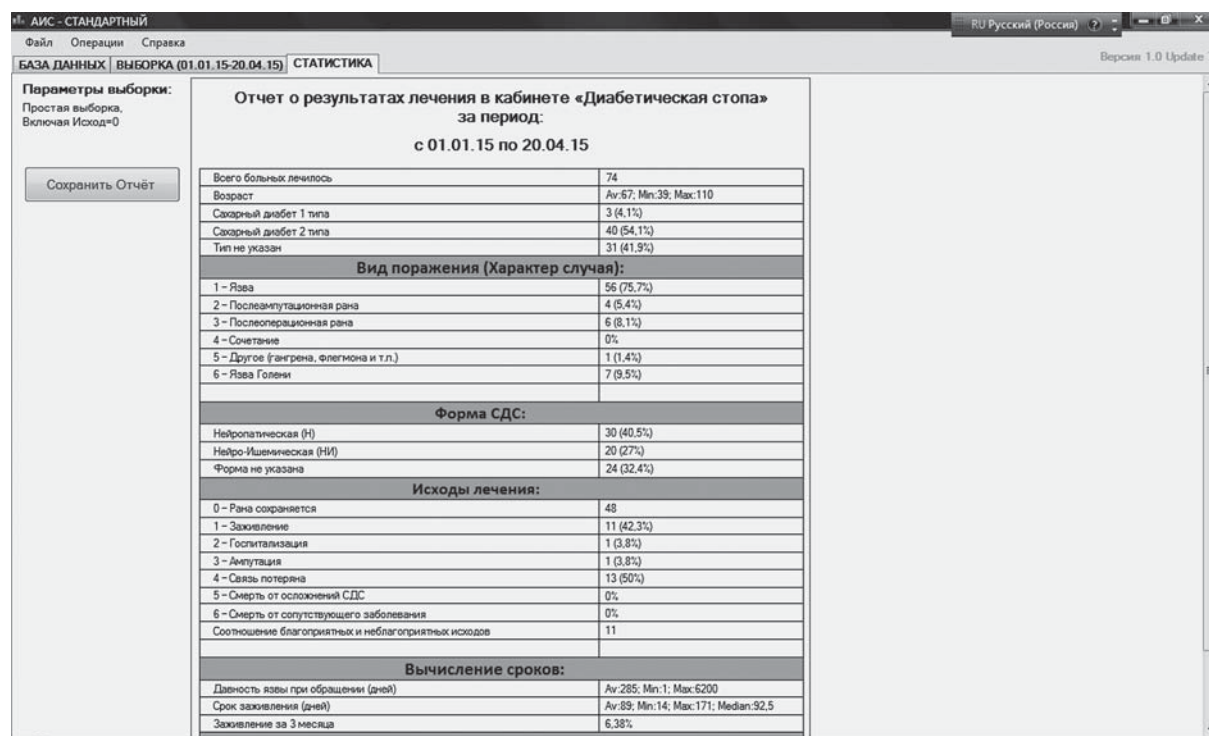 АИС - СТАНДАРТНЫЙ
RU Русский (Россия)
Файл Операции Справка
Версия 1.0 Update
БАЗА ДАННЫХ ВЫБОРКА (01.01.15-20.04.15) СТАТИСТИКА
Параметры выборки:
Простая выборка,
Включая Исход=0
Сохранить Отчёт
Отчет о результатах лечения в кабинете «Диабетическая стопа»
за период:
с 01.01.15 по 20.04.15
Всего больных лечилось 74
Возраст Av:67; Min:39; Max:110
Сахарный диабет 1 типа 3 (4,1%)
Сахарный диабет 2 типа 40 (54,1%)
Тип не указан 31 (41,9%)
Вид поражения (Характер случая):
1 – Язва 56 (75,7%)
2 – Послеампутационная рана 4 (5,4%)
3 – Послеоперационная рана 6 (8,1%)
4 – Сочетание 0%
5 – Другое (гангрена, флегмона и т.п.) 1 (1,4%)
6 – Язва Голени 7 (9,5%)
Форма СДС:
Нейропатическая (Н) 30 (40,5%)
Нейро-Ишемическая (НИ) 20 (27%)
Форма не указана 24 (32,4%)
Исходы лечения:
0 – Рана сохраняется 48
1 – Заживление 11 (42,3%)
2 – Госпитализация 1 (3,8%)
3 – Ампутация 1 (3,8%)
4 – Связь потеряна 13 (50%)
5 – Смерть от осложнений СДС 0%
6 – Смерть от сопутствующего заболевания 0%
Соотношение благоприятных и неблагоприятных исходов 11
Вычисление сроков:
Давность язвы при обращении (дней) Av:285; Min:1; Max:6200
Срок заживления (дней) Av:89; Min:14; Max:171; Median:92,5
Заживление за 3 месяца 6,38%